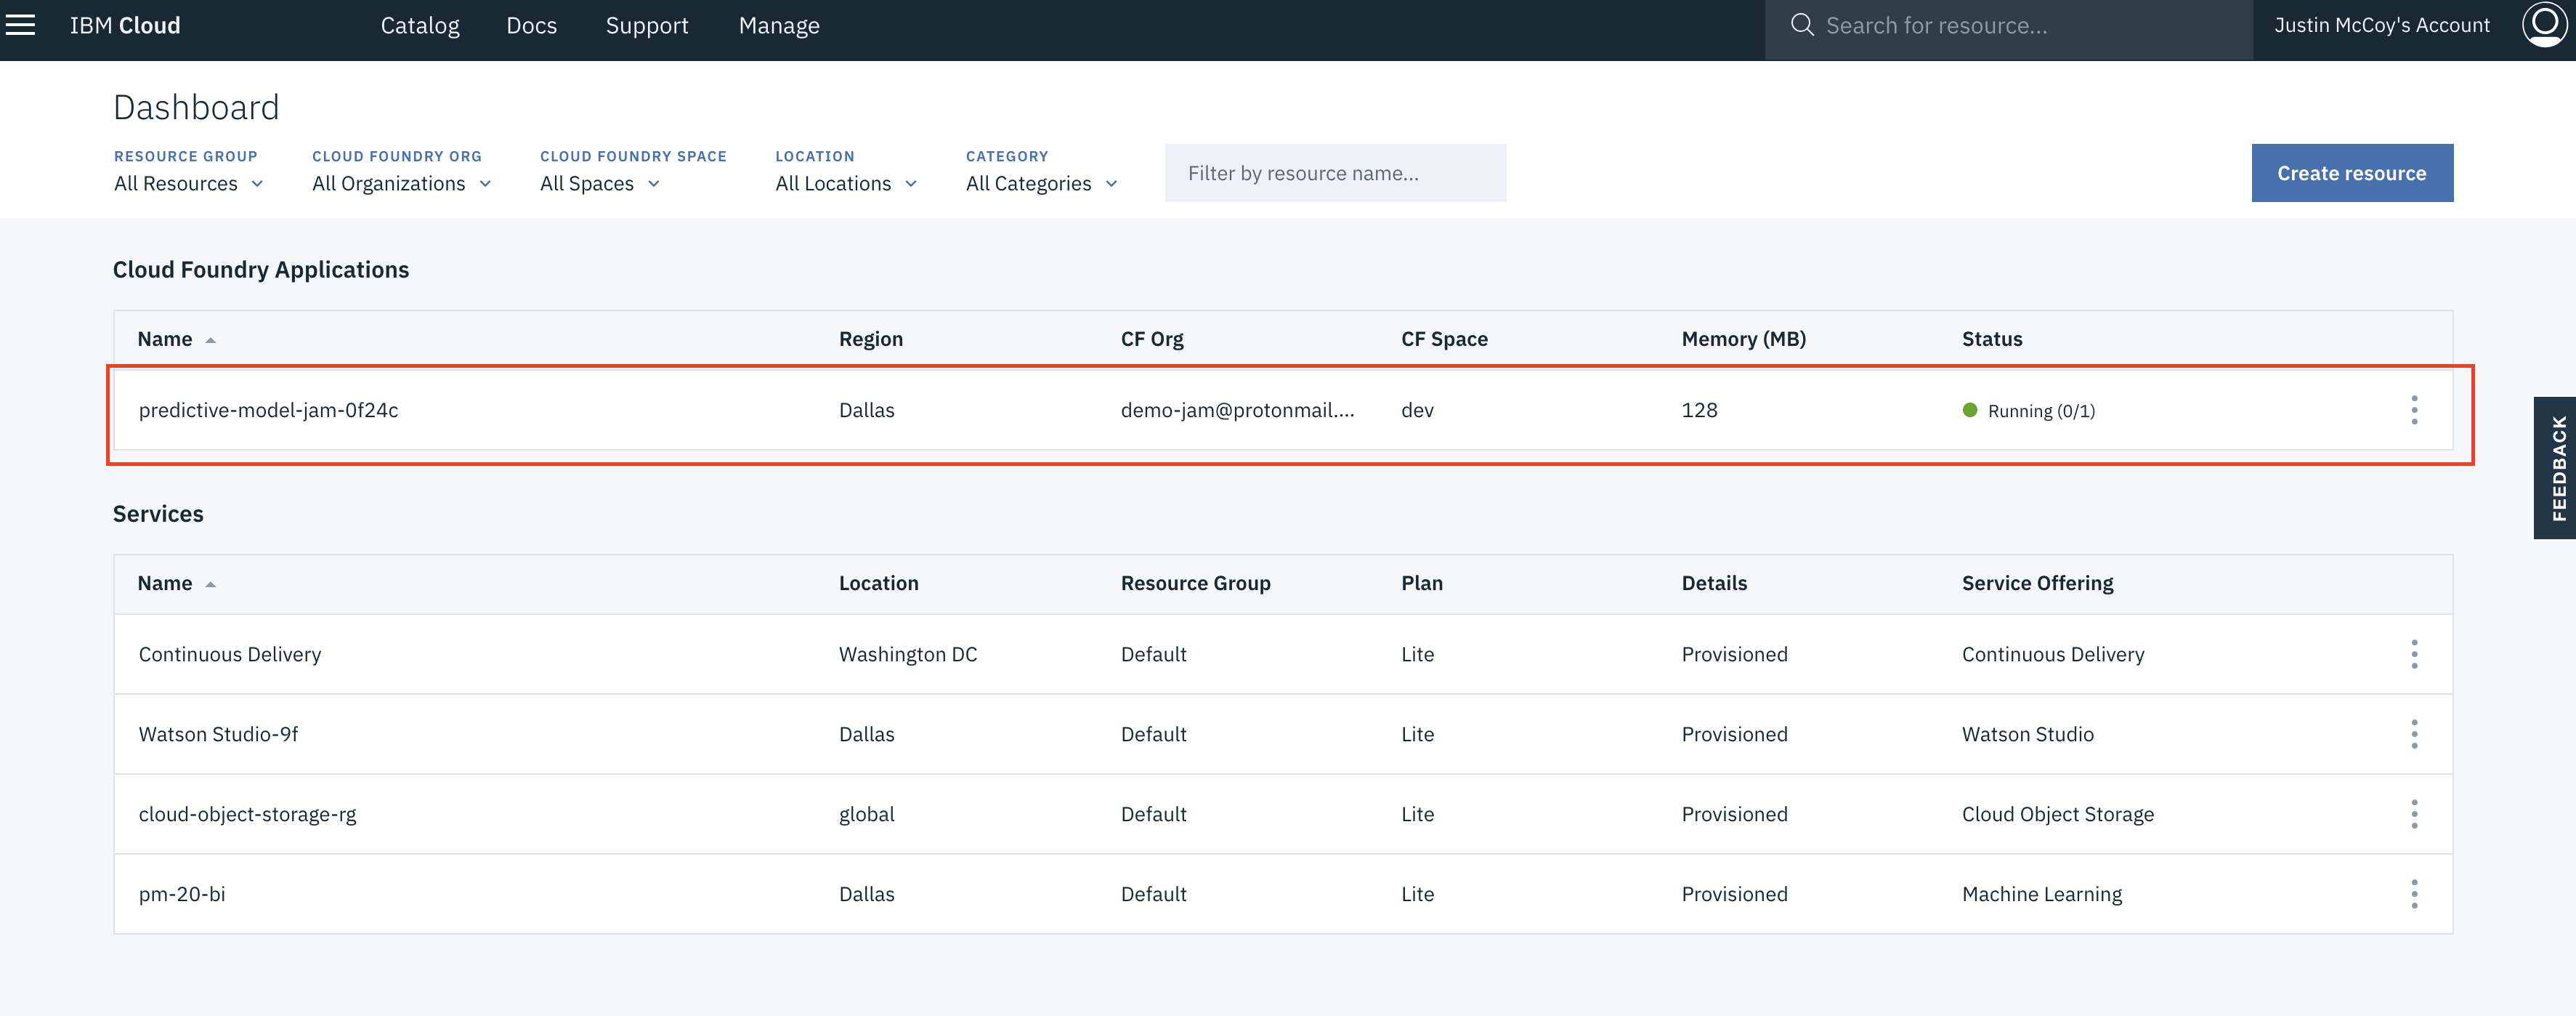 IBM Cloud Catalog Docs Support Manage Search for resource... Justin McCoy's Account
Dashboard
RESOURCE GROUP CLOUD FOUNDRY ORG CLOUD FOUNDRY SPACE LOCATION CATEGORY
All Resources All Organizations All Spaces All Locations All Categories Filter by resource name... Create resource
Cloud Foundry Applications
Name Region CF Org CF Space Memory (MB) Status
predictive-model-jam-0f24c Dallas demo-jam@protonmail.... dev 128 Running (0/1)
FEEDBACK
Services
Name Location Resource Group Plan Details Service Offering
Continuous Delivery Washington DC Default Lite Provisioned Continuous Delivery
Watson Studio-9f Dallas Default Lite Provisioned Watson Studio
cloud-object-storage-rg global Default Lite Provisioned Cloud Object Storage
pm-20-bi Dallas Default Lite Provisioned Machine Learning